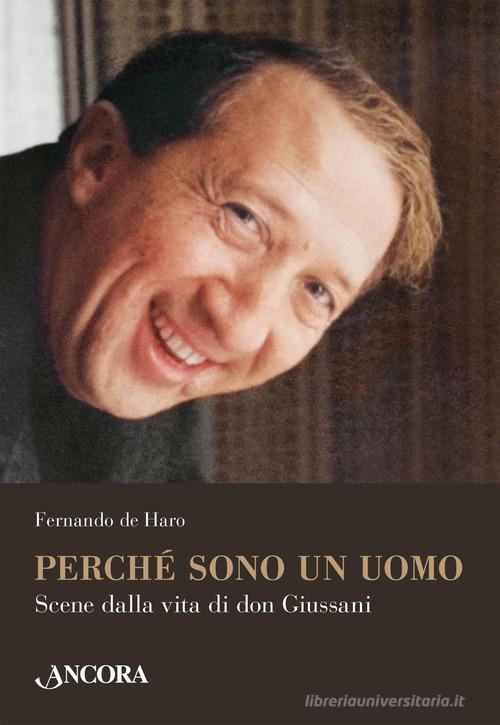 Fernando de Haro
PERCHÉ SONO UN UOMO
Scene dalla vita di don Giussani
ANCORA
libreriauniversitaria.it